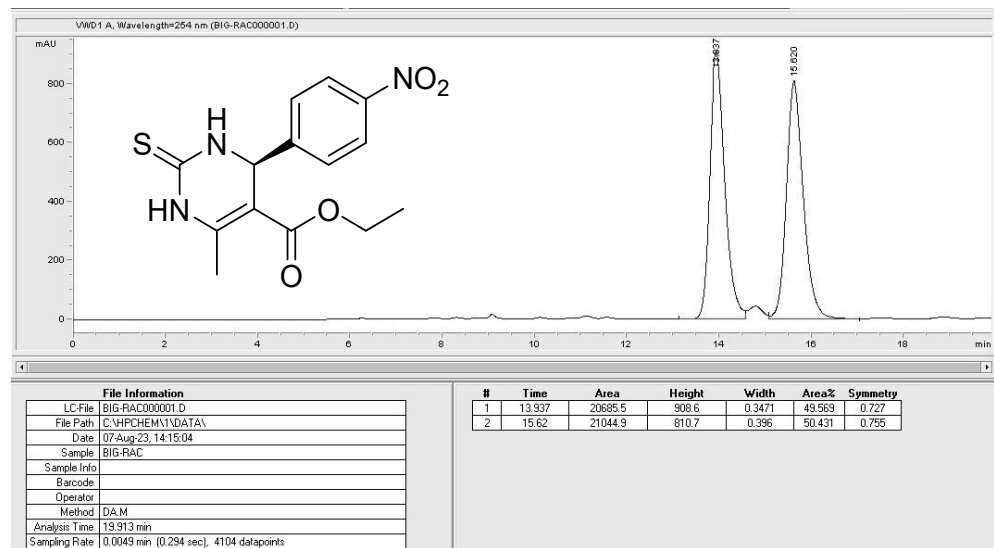 VWD1 A, Wavelength=254 nm (BIG-RAC000001.D)
mAU
800
600
400
200
0
13.937
15.620
NO2
H
N
S
HN
O
O
0 2 4 6 8 10 12 14 16 18 min
File Information
LC-File BIG-RAC000001.D
File Path C:\HPCHEM\1\DATA\
Date 07-Aug-23, 14:15:04
Sample BIG-RAC
Sample Info
Barcode
Operator
Method DA.M
Analysis Time 19.913 min
Sampling Rate 0.0049 min (0.294 sec), 4104 datapoints
# Time Area Height Width Area% Symmetry
1 13.937 20685.5 908.6 0.3471 49.569 0.727
2 15.62 21044.9 810.7 0.396 50.431 0.755